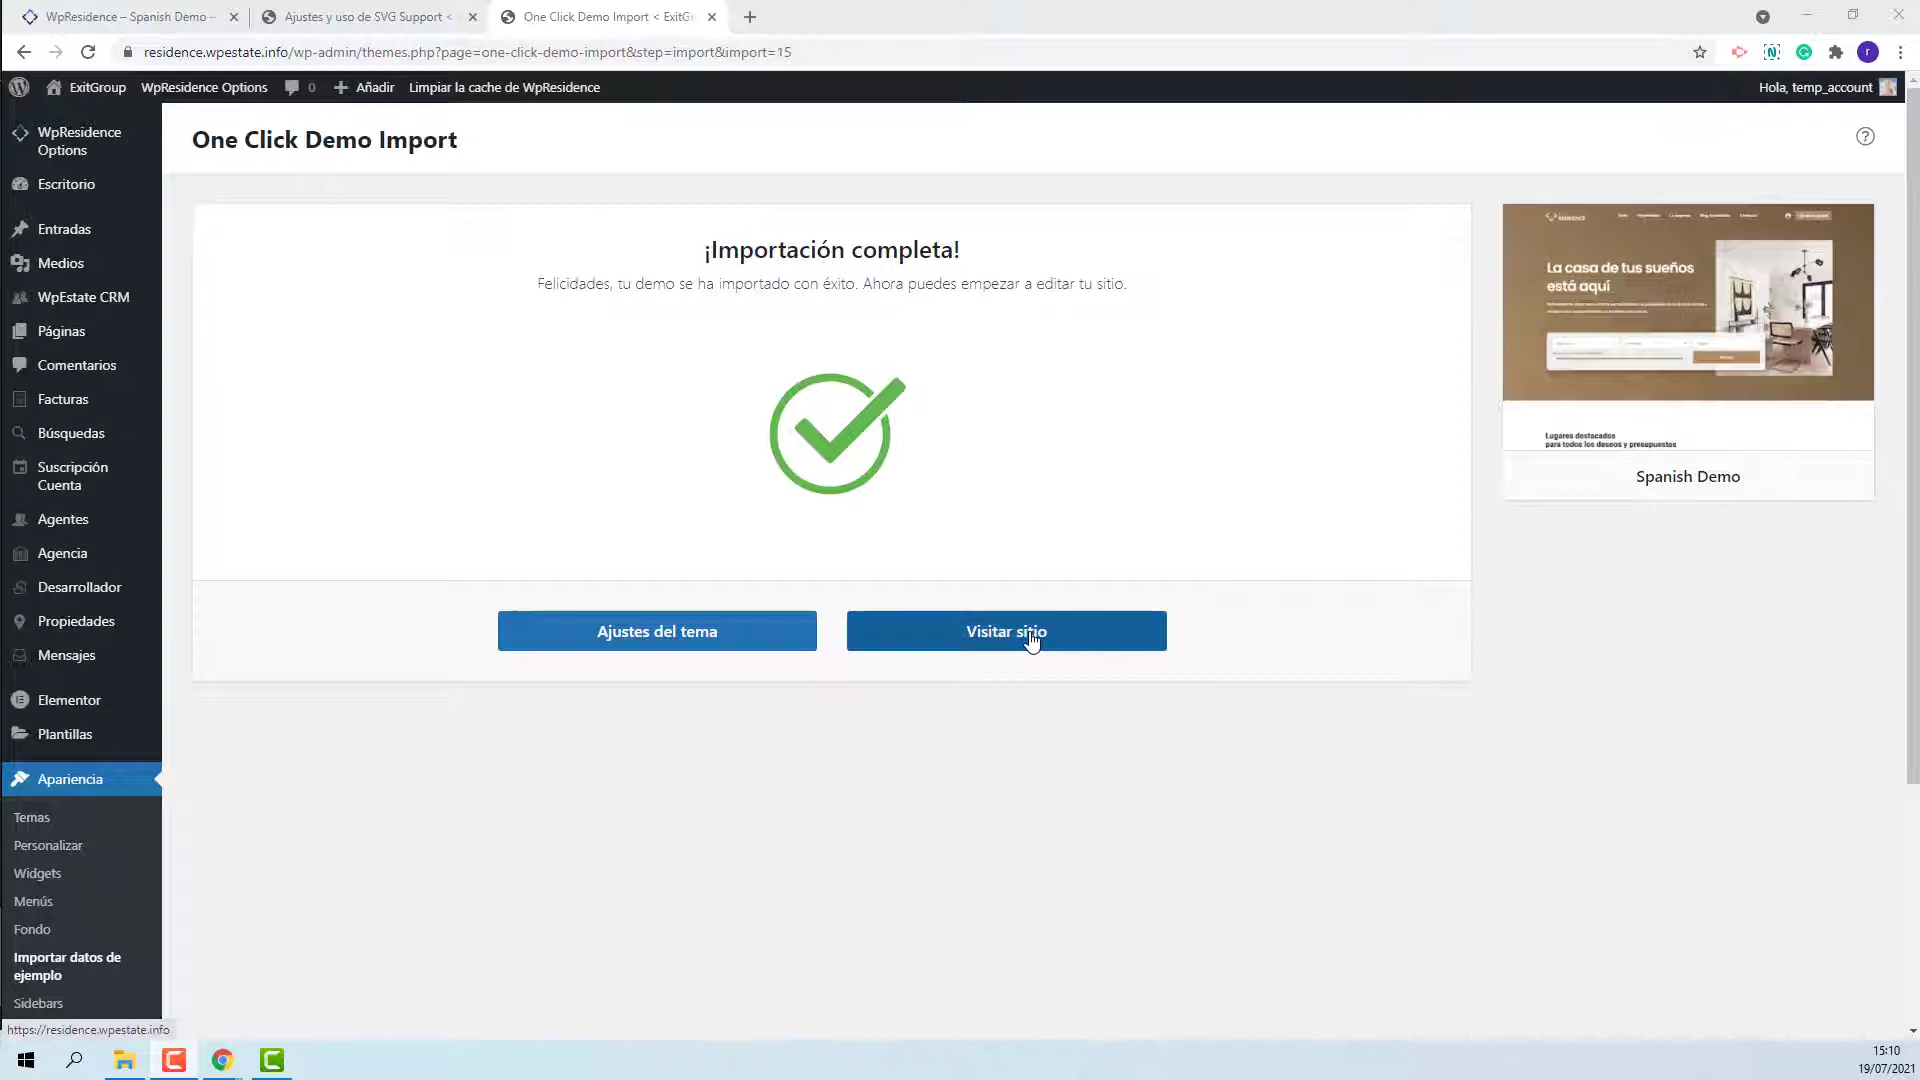 WpResidence – Spanish Demo –
Ajustes y uso de SVG Support <
One Click Demo Import < ExitGr
residence.wpestate.info/wp-admin/themes.php?page=one-click-demo-import&step=import&import=15
r
ExitGroup
WpResidence Options
0
Añadir
Limpiar la cache de WpResidence
Hola, temp_account
WpResidence
Options
Escritorio
Entradas
Medios
WpEstate CRM
Páginas
Comentarios
Facturas
Búsquedas
Suscripción
Cuenta
Agentes
Agencia
Desarrollador
Propiedades
Mensajes
Elementor
Plantillas
Apariencia
Temas
Personalizar
Widgets
Menús
Fondo
Importar datos de
ejemplo
Sidebars
https://residence.wpestate.info
One Click Demo Import
¡Importación completa!
Felicidades, tu demo se ha importado con éxito. Ahora puedes empezar a editar tu sitio.
Ajustes del tema
Visitar sitio
RESIDENCE
La casa de tus sueños
está aquí
Lugares destacados
para todos los deseos y presupuestos
Spanish Demo
15:10
19/07/2021